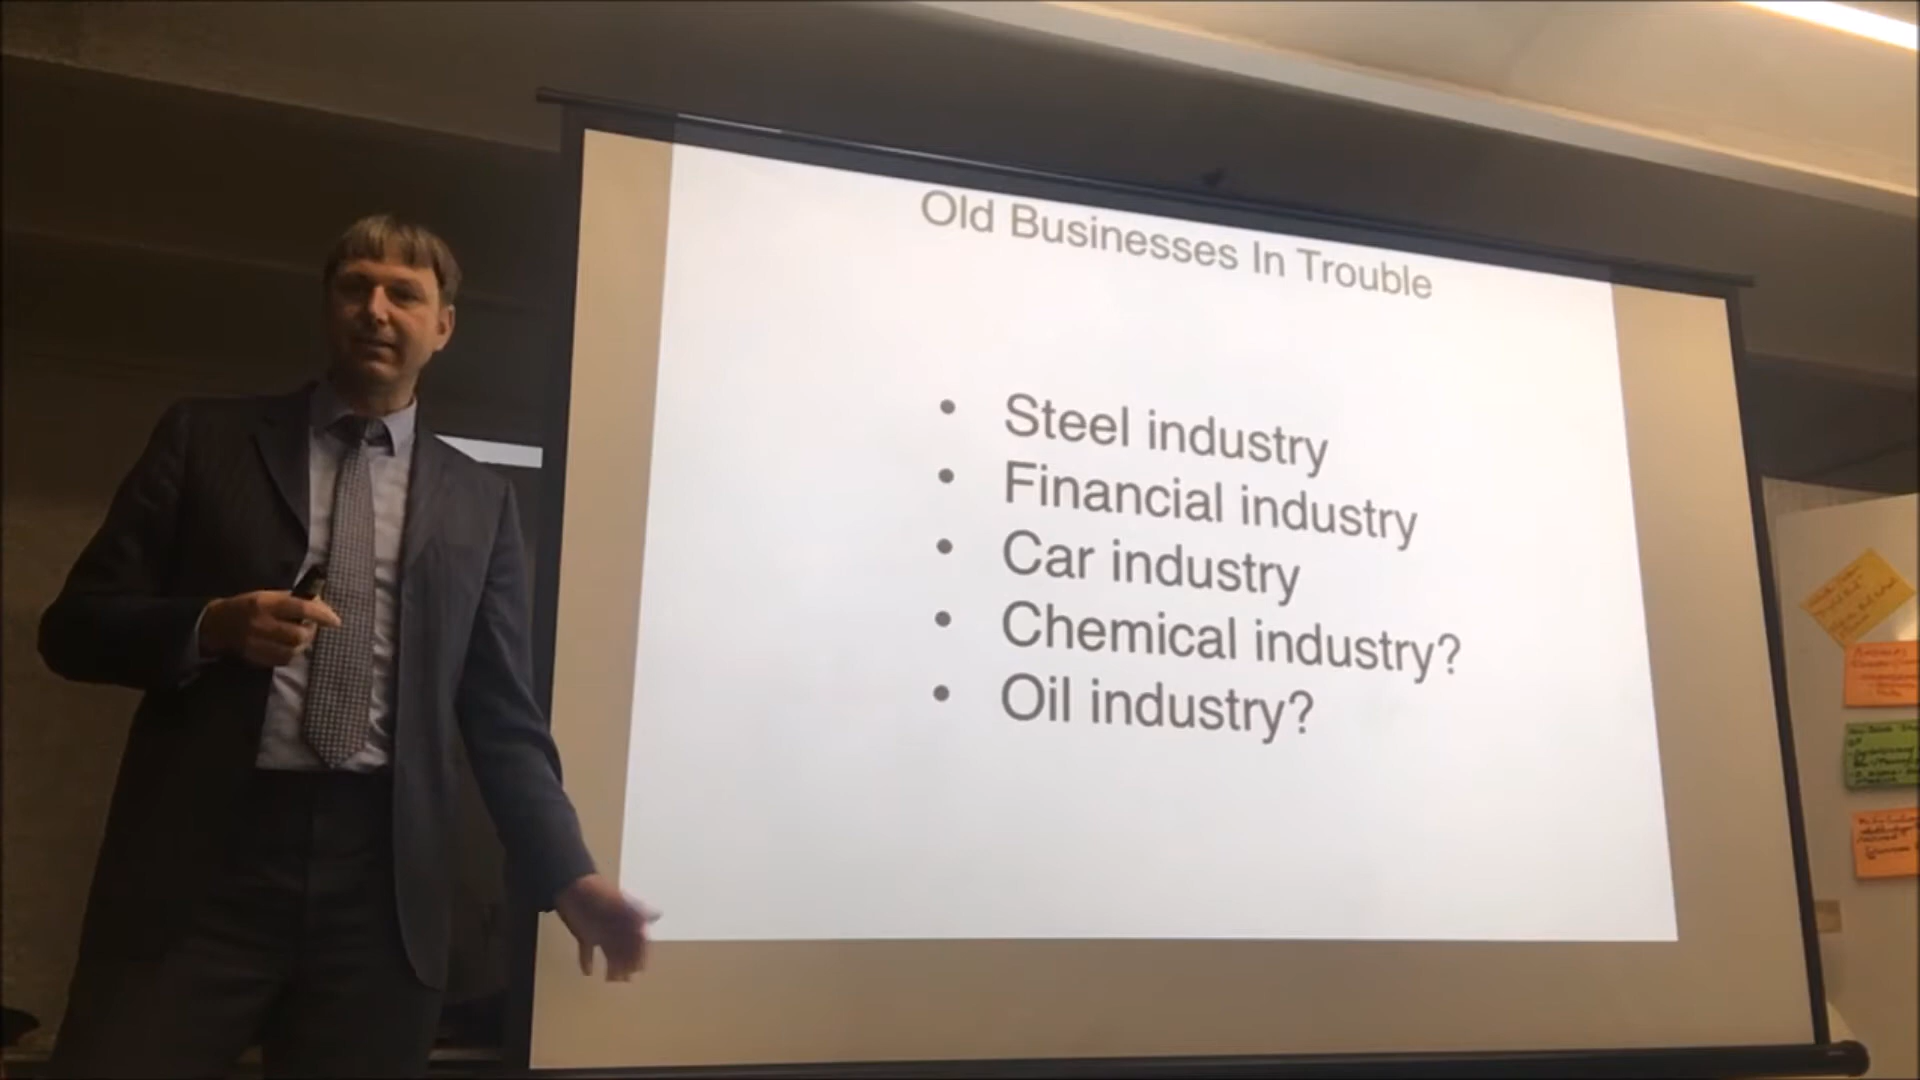 Old Businesses In Trouble
• Steel industry
• Financial industry
• Car industry
• Chemical industry?
• Oil industry?